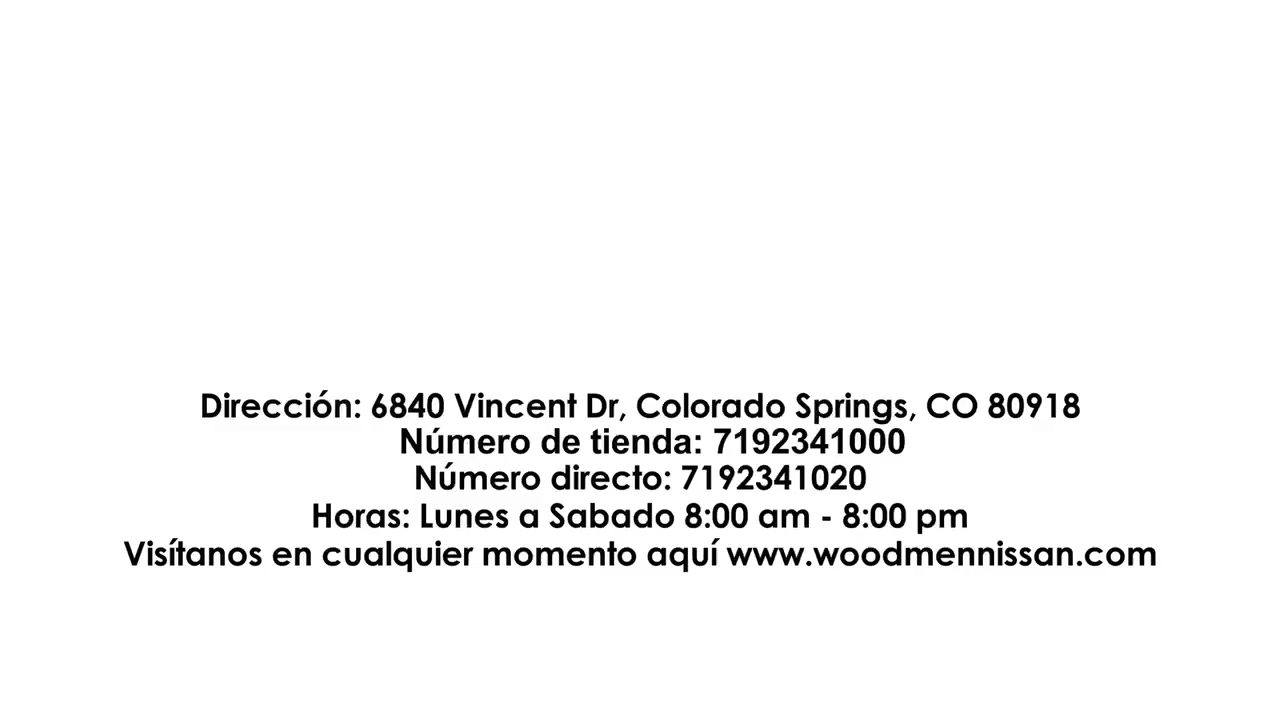 Dirección: 6840 Vincent Dr, Colorado Springs, CO 80918
Número de tienda: 7192341000
Número directo: 7192341020
Horas: Lunes a Sabado 8:00 am - 8:00 pm
Visítanos en cualquier momento aquí www.woodmennissan.com